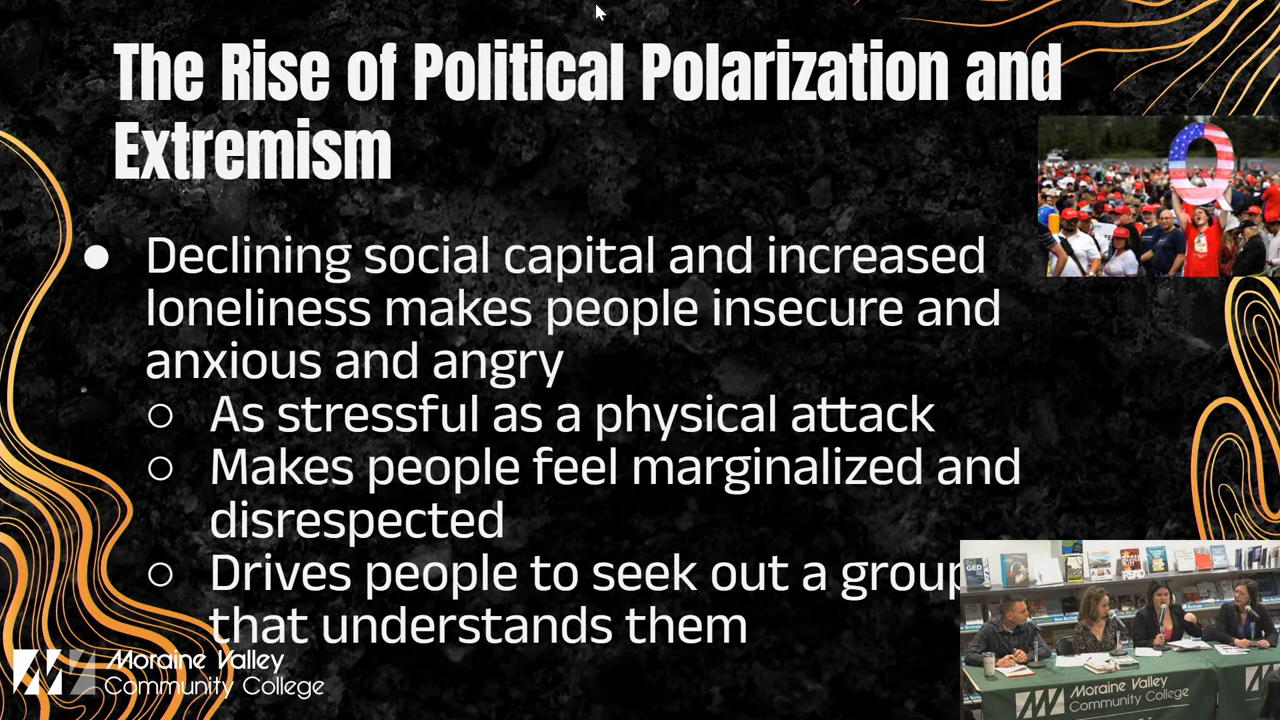 The Rise of Political Polarization and
Extremism
● Declining social capital and increased
loneliness makes people insecure and
anxious and angry
○ As stressful as a physical attack
○ Makes people feel marginalized and
disrespected
○ Drives people to seek out a group
that understands them
Moraine Valley
Community College
Q
GED
READ
Moraine Valley
Community College